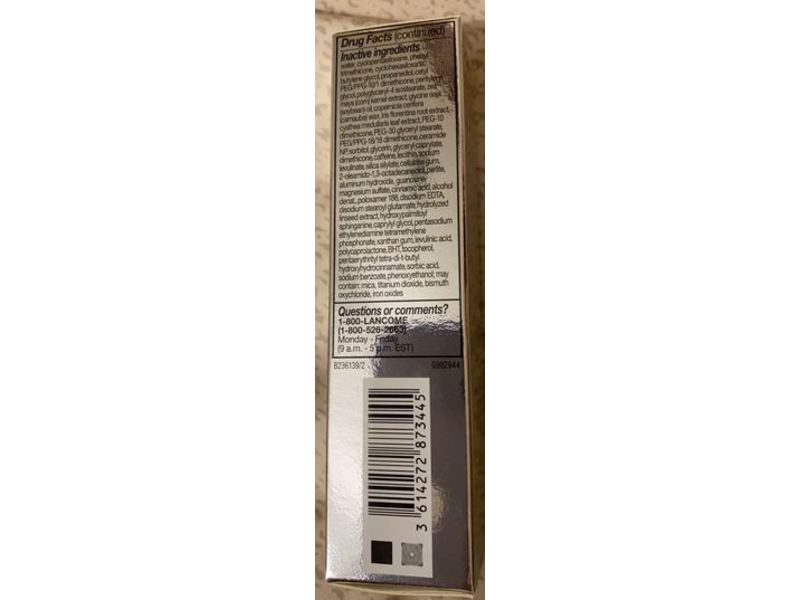 Drug Facts (continued)
Inactive ingredients
water, cyclopentasiloxane, phenyl
trimethicone, cyclohexasiloxane,
butylene glycol, propanediol, cetyl
PEG/PPG-10/1 dimethicone, pentylene
glycol, polyglyceryl-4 isostearate, zea
mays (corn) kernel extract, glycine soja
(soybean) oil, copernicia cerifera
(carnauba) wax, iris florentina root extract,
cyathea medullaris leaf extract, PEG-10
dimethicone, PEG-30 glyceryl stearate,
PEG/PPG-18/18 dimethicone, ceramide
NP, sorbitol, glycerin, glyceryl caprylate,
dimethicone, caffeine, lecithin, sodium
levulinate, silica silylate, cellulose gum,
2-oleamido-1,3-octadecanediol, perlite,
aluminum hydroxide, guanosine,
magnesium sulfate, cinnamic acid, alcohol
denat., poloxamer 188, disodium EDTA,
disodium stearoyl glutamate, hydrolyzed
linseed extract, hydroxypalmitoyl
sphinganine, caprylyl glycol, pentasodium
ethylenediamine tetramethylene
phosphonate, xanthan gum, levulinic acid,
polycaprolactone, BHT, tocopherol,
pentaerythrityl tetra-di-t-butyl
hydroxyhydrocinnamate, sorbic acid,
sodium benzoate, phenoxyethanol; may
contain: mica, titanium dioxide, bismuth
oxychloride, iron oxides
Questions or comments?
1-800-LANCOME
(1-800-526-2663)
Monday - Friday
(9 a.m. - 5 p.m. EST)
B236139/2 G992944
3 614272 873445